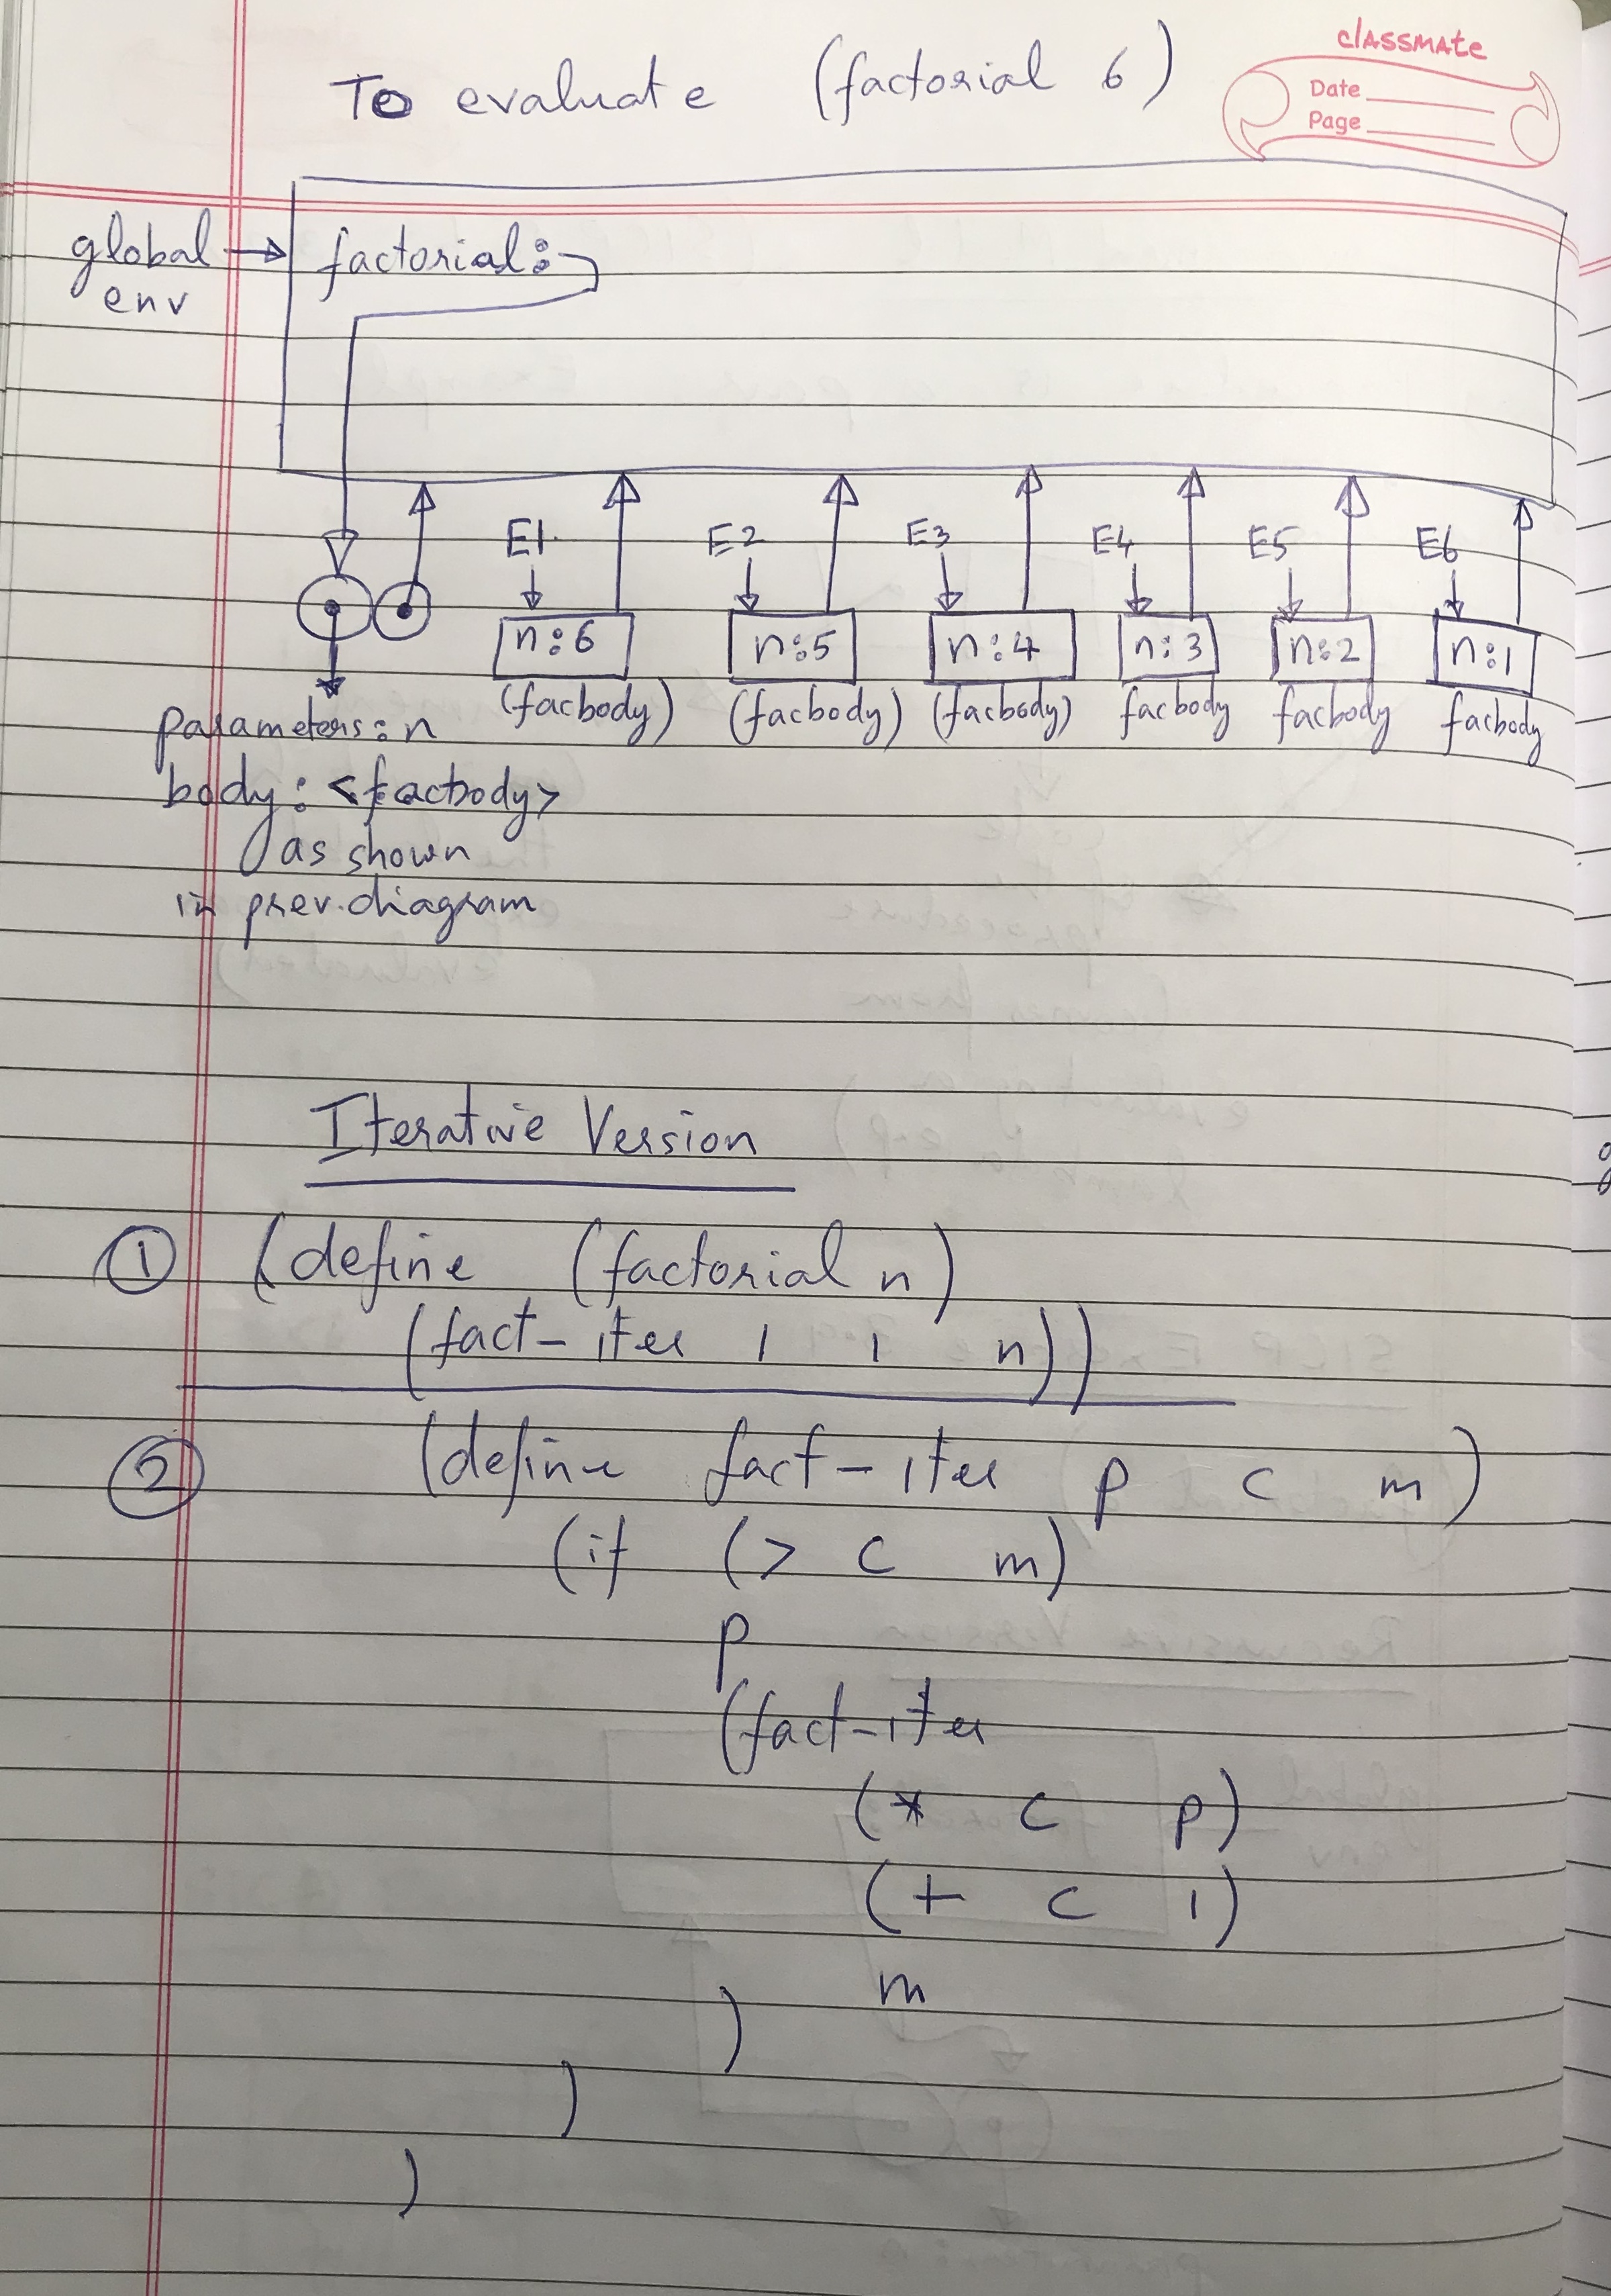 classmate
Date
Page
To evaluate (factorial 6)
global env
factorial:
E1 E2 E3 E4 E5 E6
n:6 n:5 n:4 n:3 n:2 n:1
(facbody) (facbody) (facbody) facbody facbody facbody
parameters: n
body: <facbody>
as shown
in prev. diagram
Iterative Version
① (define (factorial n)
(fact-iter 1 1 n))
② (define fact-iter p c m)
(if (> c m)
p
(fact-iter
(* c p)
(+ c 1)
m
)
)
)